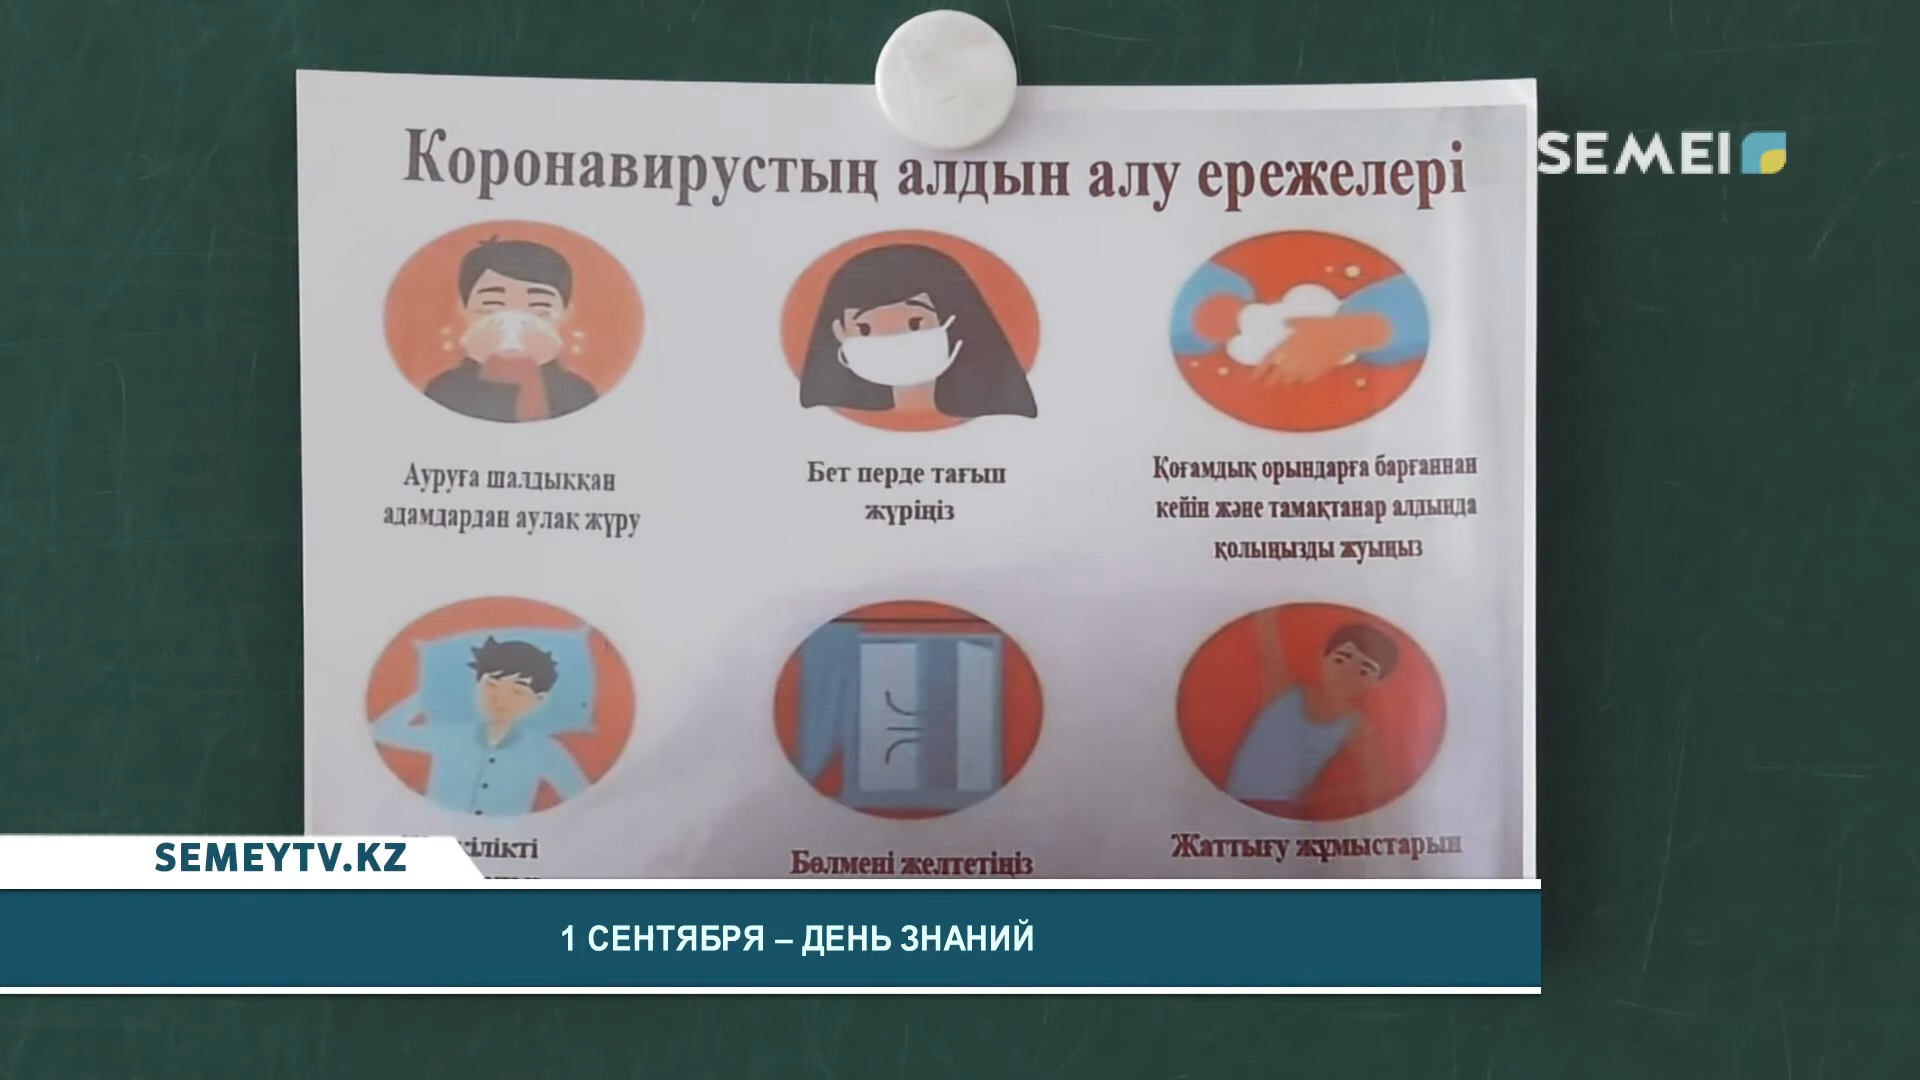 Коронавирустың алдын алу ережелері
SEMEI
Ауруға шалдыққан
адамдардан аулақ жүру
Бет перде тағып
жүріңіз
Қоғамдық орындарға барғаннан
кейін және тамақтанар алдында
қолыңызды жуыңыз
Бөлмені желтетіңіз
Жаттығу жұмыстарын
SEMEYTV.KZ
1 СЕНТЯБРЯ – ДЕНЬ ЗНАНИЙ